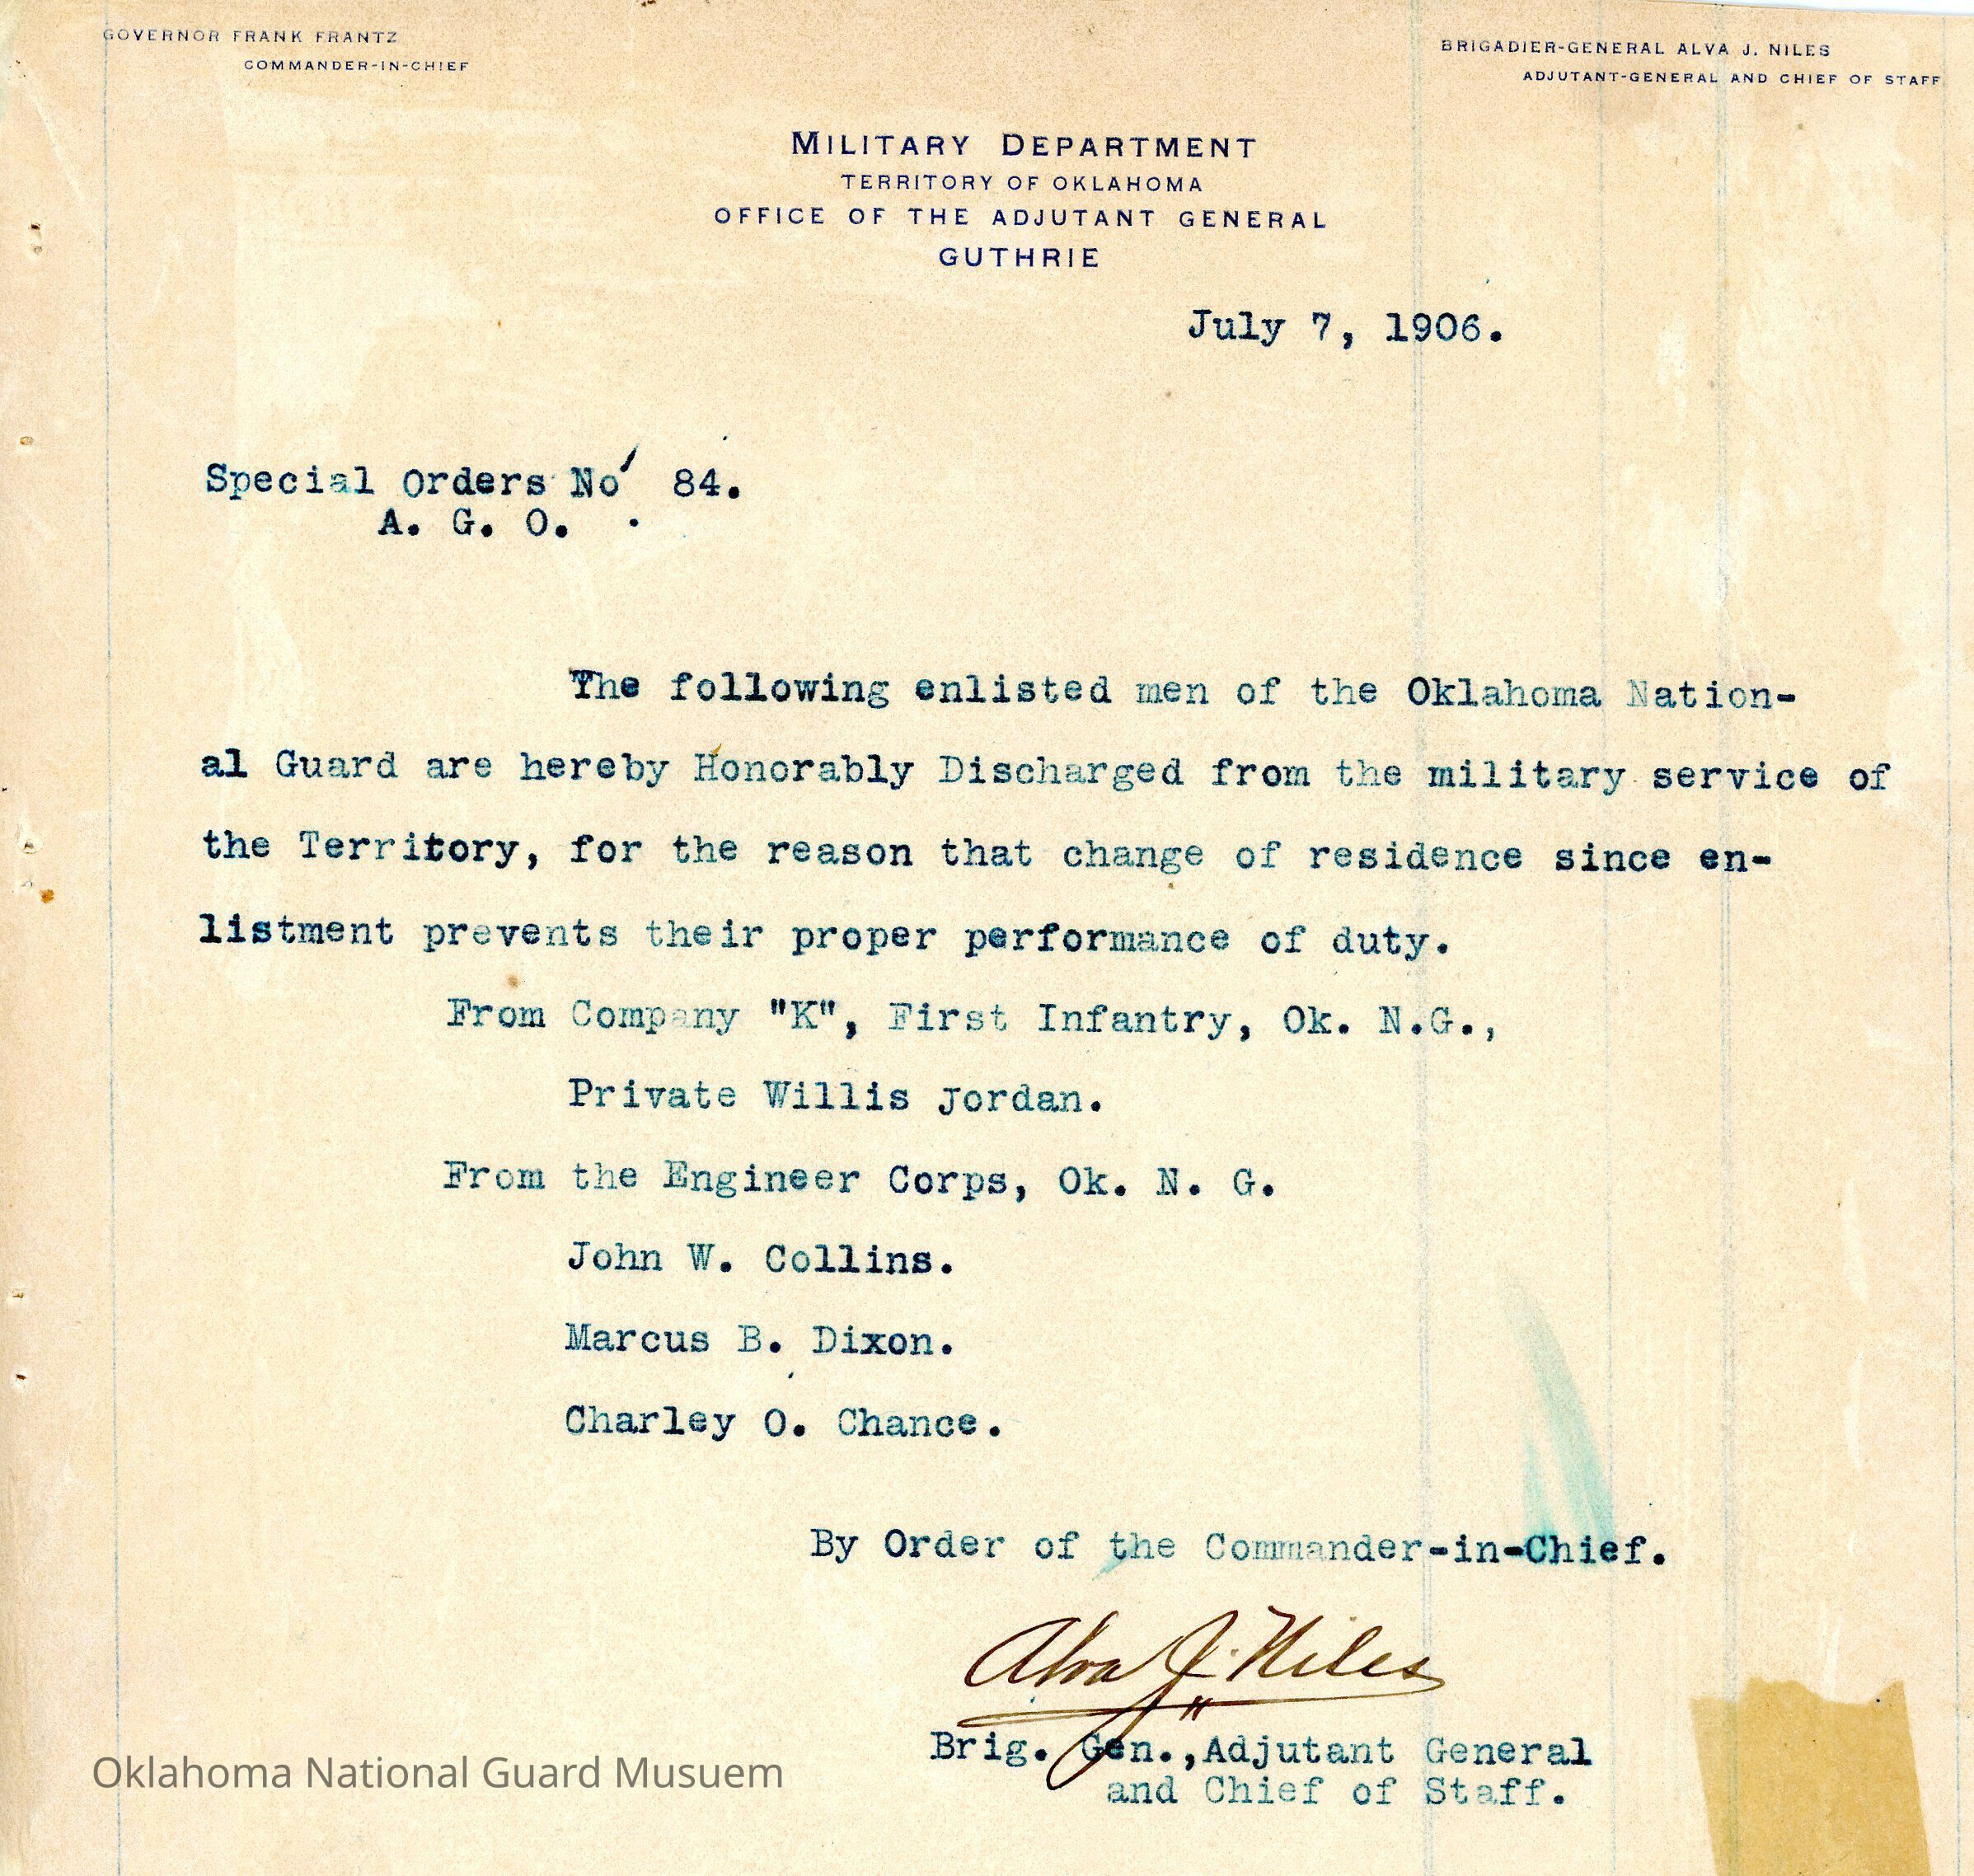 GOVERNOR FRANK FRANTZ
COMMANDER-IN-CHIEF
BRIGADIER-GENERAL ALVA J. NILES
ADJUTANT-GENERAL AND CHIEF OF STAFF
MILITARY DEPARTMENT
TERRITORY OF OKLAHOMA
OFFICE OF THE ADJUTANT GENERAL
GUTHRIE
July 7, 1906.
Special Orders No 84.
A. G. O.
The following enlisted men of the Oklahoma Nation-
al Guard are hereby Honorably Discharged from the military service of
the Territory, for the reason that change of residence since en-
listment prevents their proper performance of duty.
From Company "K", First Infantry, Ok. N.G.,
Private Willis Jordan.
From the Engineer Corps, Ok. N. G.
John W. Collins.
Marcus B. Dixon.
Charley O. Chance.
By Order of the Commander-in-Chief.
Alva J. Niles
Brig. Gen.,Adjutant General
and Chief of Staff.
Oklahoma National Guard Musuem